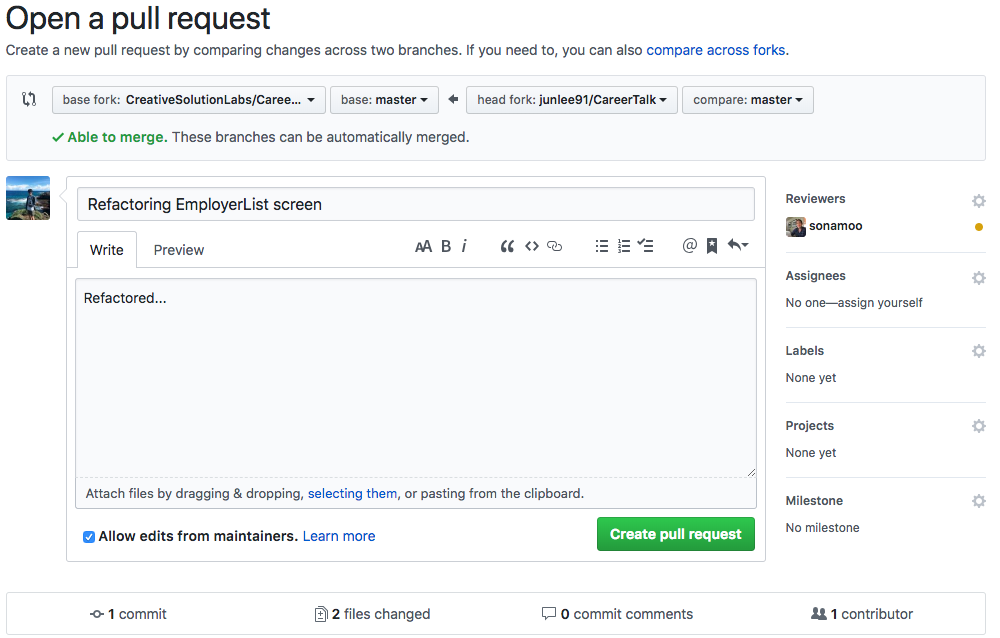 Open a pull request
Create a new pull request by comparing changes across two branches. If you need to, you can also compare across forks.
base fork: CreativeSolutionLabs/Caree... base: master head fork: junlee91/CareerTalk compare: master
Able to merge. These branches can be automatically merged.
Refactoring EmployerList screen
Write Preview AA B i
Refactored...
Attach files by dragging & dropping, selecting them, or pasting from the clipboard.
Allow edits from maintainers. Learn more Create pull request
Reviewers
sonamoo
Assignees
No one—assign yourself
Labels
None yet
Projects
None yet
Milestone
No milestone
1 commit 2 files changed 0 commit comments 1 contributor